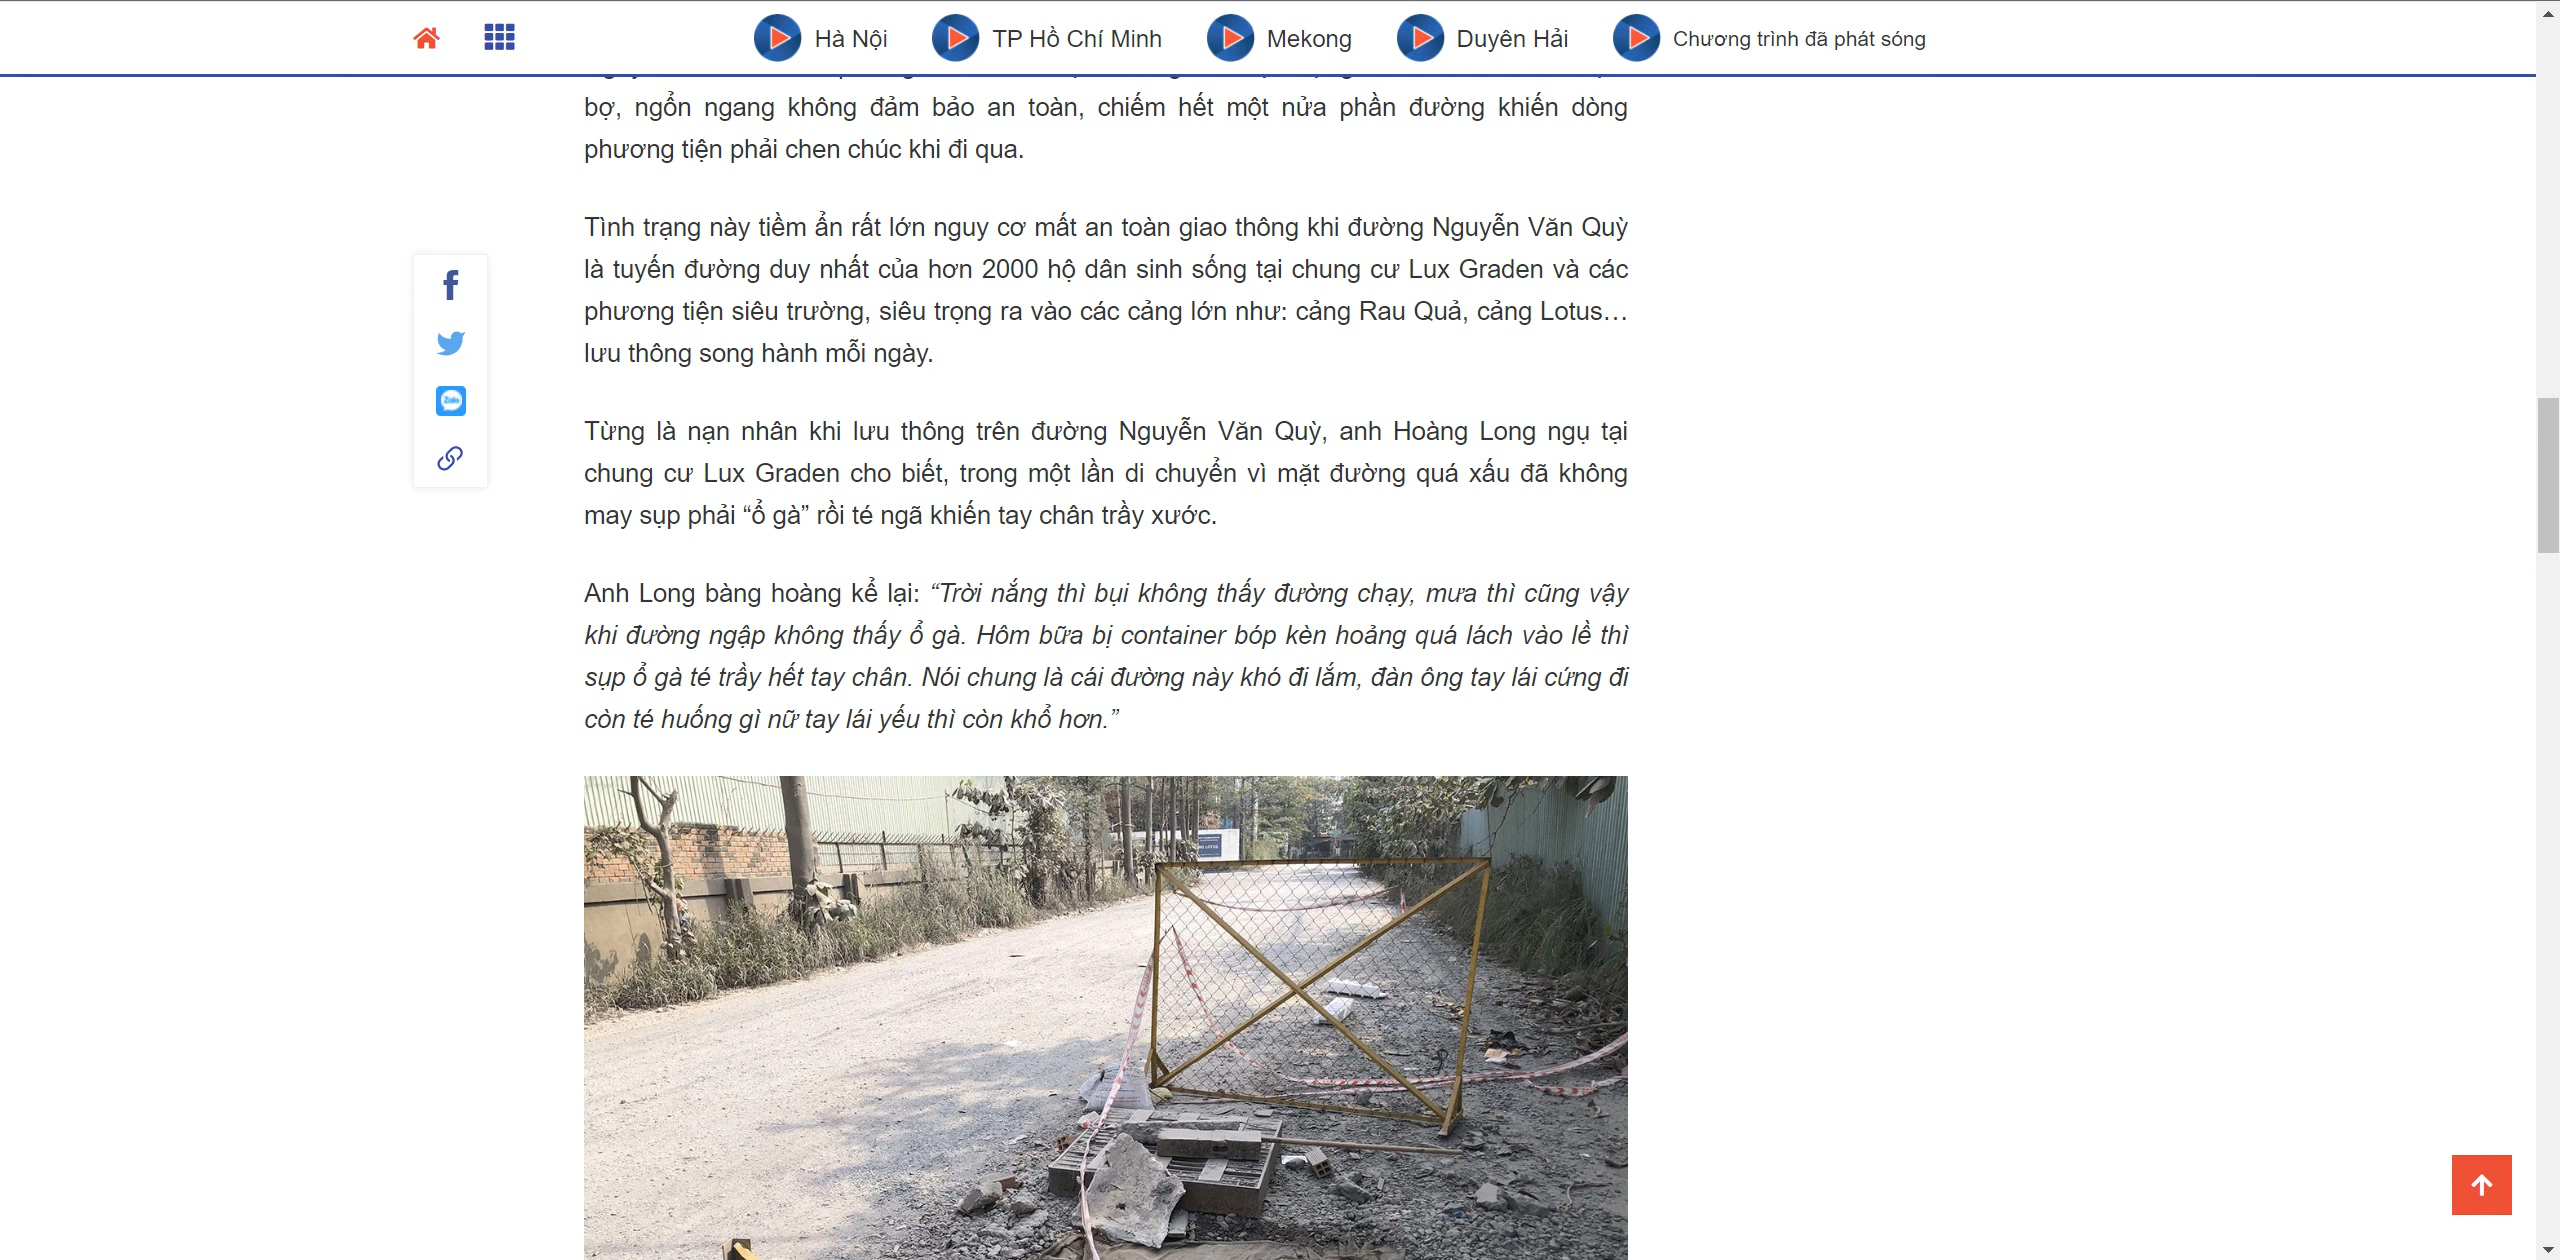 Hà Nội
TP Hồ Chí Minh
Mekong
Duyên Hải
Chương trình đã phát sóng
bợ, ngổn ngang không đảm bảo an toàn, chiếm hết một nửa phần đường khiến dòng
phương tiện phải chen chúc khi đi qua.
Tình trạng này tiềm ẩn rất lớn nguy cơ mất an toàn giao thông khi đường Nguyễn Văn Quỳ
là tuyến đường duy nhất của hơn 2000 hộ dân sinh sống tại chung cư Lux Graden và các
phương tiện siêu trường, siêu trọng ra vào các cảng lớn như: cảng Rau Quả, cảng Lotus…
lưu thông song hành mỗi ngày.
Từng là nạn nhân khi lưu thông trên đường Nguyễn Văn Quỳ, anh Hoàng Long ngụ tại
chung cư Lux Graden cho biết, trong một lần di chuyển vì mặt đường quá xấu đã không
may sụp phải “ổ gà” rồi té ngã khiến tay chân trầy xước.
Anh Long bàng hoàng kể lại: “Trời nắng thì bụi không thấy đường chạy, mưa thì cũng vậy
khi đường ngập không thấy ổ gà. Hôm bữa bị container bóp kèn hoảng quá lách vào lề thì
sụp ổ gà té trầy hết tay chân. Nói chung là cái đường này khó đi lắm, đàn ông tay lái cứng đi
còn té huống gì nữ tay lái yếu thì còn khổ hơn.”
Zalo
LOTUS